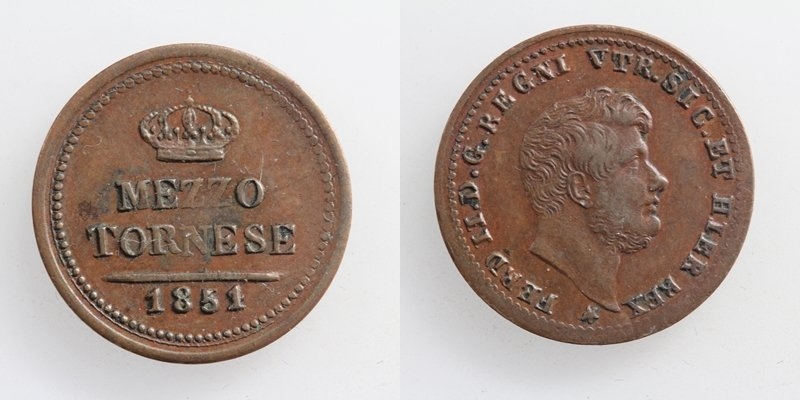 MEZZO
TORNESE
1851
FERD II.D.G.REGNI VTR.SIC.ET HIER REX